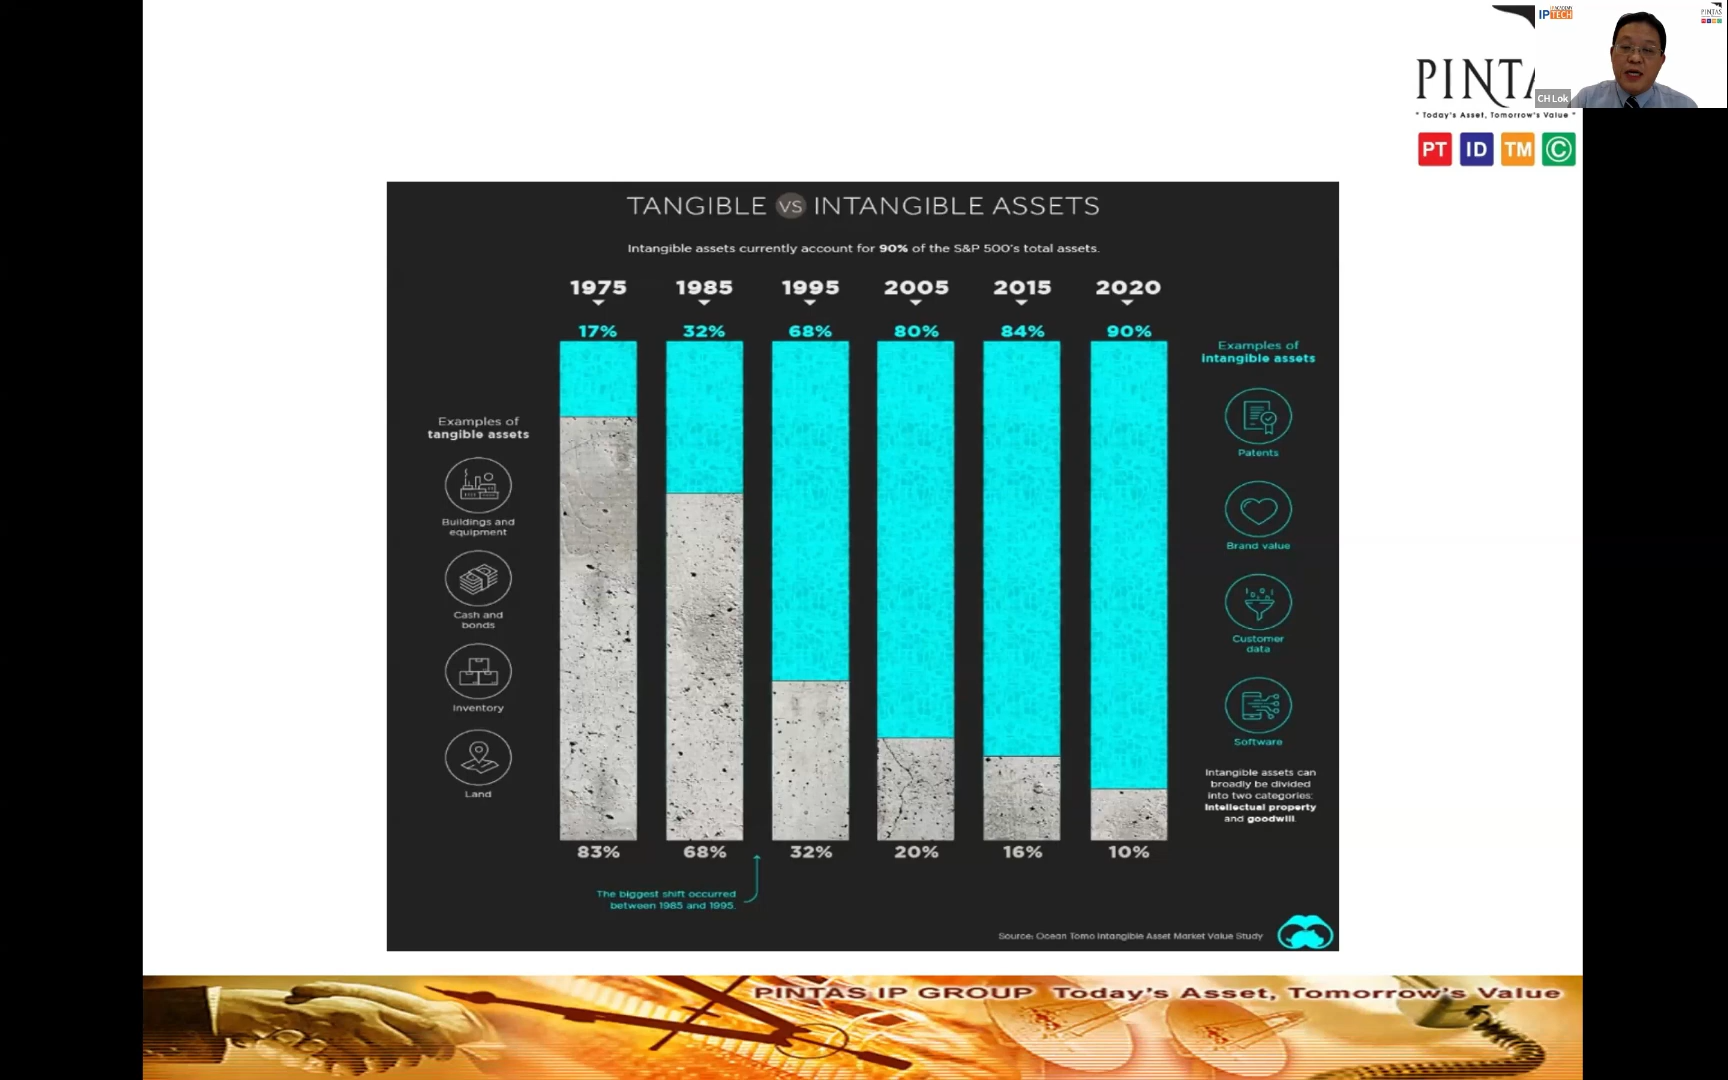 IP TECH
PINTAS
CH Lok
" Today's Asset, Tomorrow's Value "
PT ID TM ©
TANGIBLE VS INTANGIBLE ASSETS
Intangible assets currently account for 90% of the S&P 500's total assets.
1975 1985 1995 2005 2015 2020
17% 32% 68% 80% 84% 90%
Examples of
tangible assets
Buildings and
equipment
Cash and
bonds
Inventory
Land
Examples of
intangible assets
Patents
Brand value
Customer
data
Software
Intangible assets can
broadly be divided
into two categories:
Intellectual property
and goodwill.
83% 68% 32% 20% 16% 10%
The biggest shift occurred
between 1985 and 1995.
Source: Ocean Tomo Intangible Asset Market Value Study
PINTAS IP GROUP Today's Asset, Tomorrow's Value